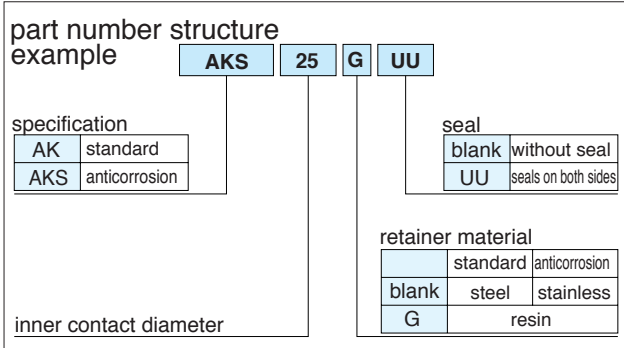 part number structure
example
AKS 25 G UU
specification
AK standard
AKS anticorrosion
seal
blank without seal
UU seals on both sides
retainer material
standard anticorrosion
blank steel stainless
G resin
inner contact diameter